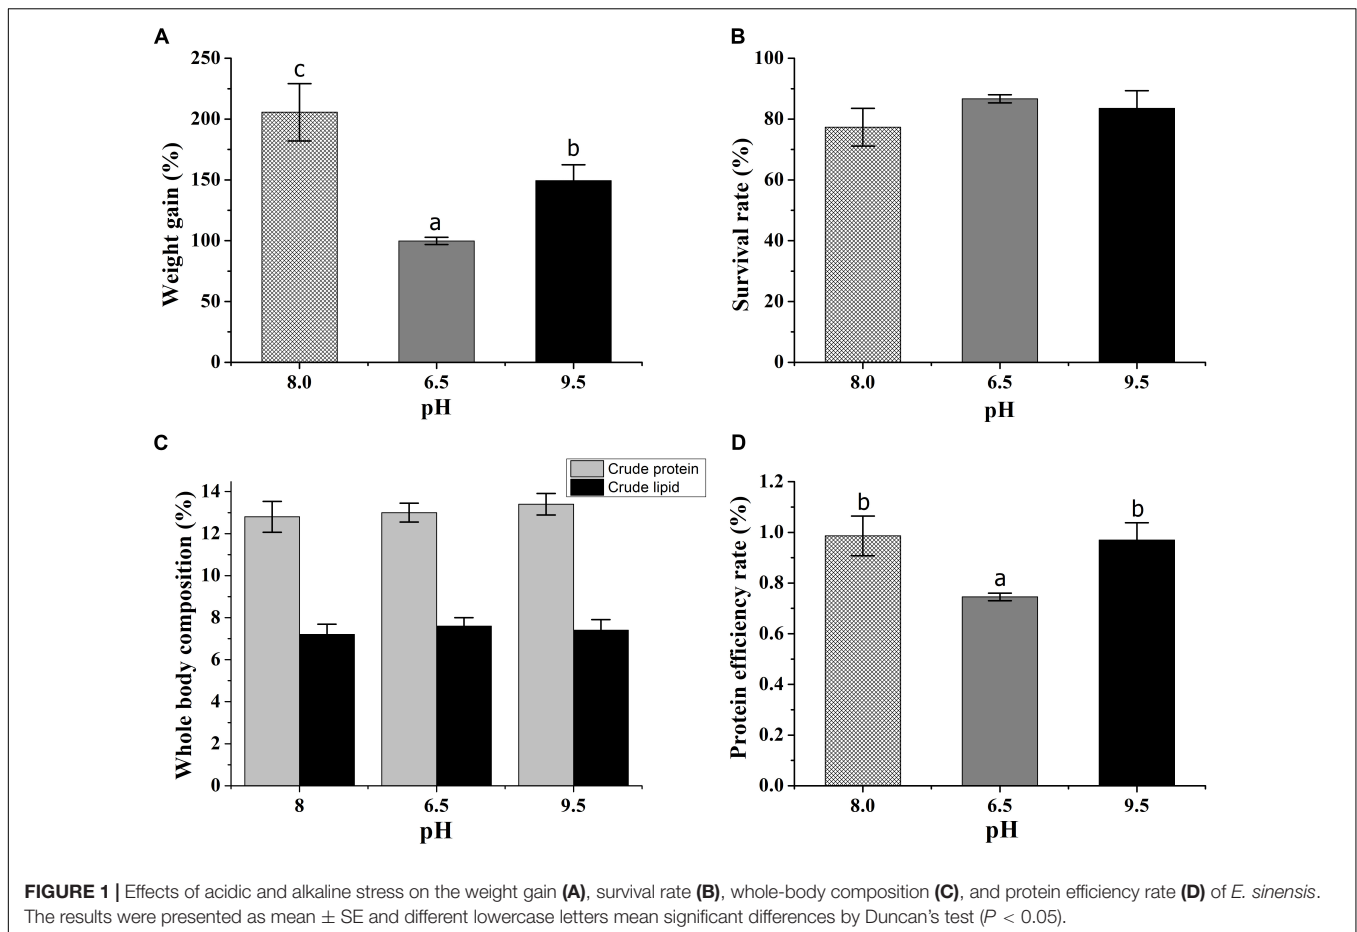 A
250
200
150
100
50
0
Weight gain (%)
c
a
b
8.0 6.5 9.5
pH
B
100
80
60
40
20
0
Survival rate (%)
8.0 6.5 9.5
pH
C
14
12
10
8
6
4
2
0
Whole body composition (%)
Crude protein
Crude lipid
8 6.5 9.5
pH
D
1.2
1.0
0.8
0.6
0.4
0.2
0.0
Protein efficiency rate (%)
b
a
b
8.0 6.5 9.5
pH
FIGURE 1 | Effects of acidic and alkaline stress on the weight gain (A), survival rate (B), whole-body composition (C), and protein efficiency rate (D) of E. sinensis.
The results were presented as mean ± SE and different lowercase letters mean significant differences by Duncan's test (P < 0.05).